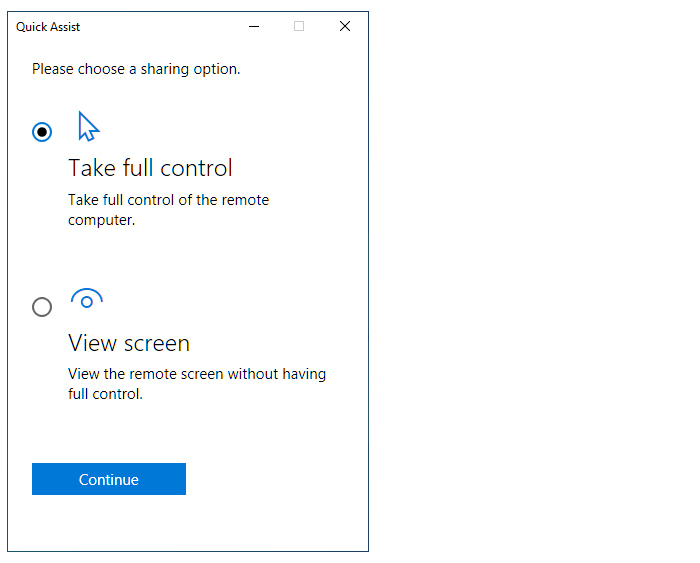 Quick Assist
Please choose a sharing option.
Take full control
Take full control of the remote
computer.
View screen
View the remote screen without having
full control.
Continue